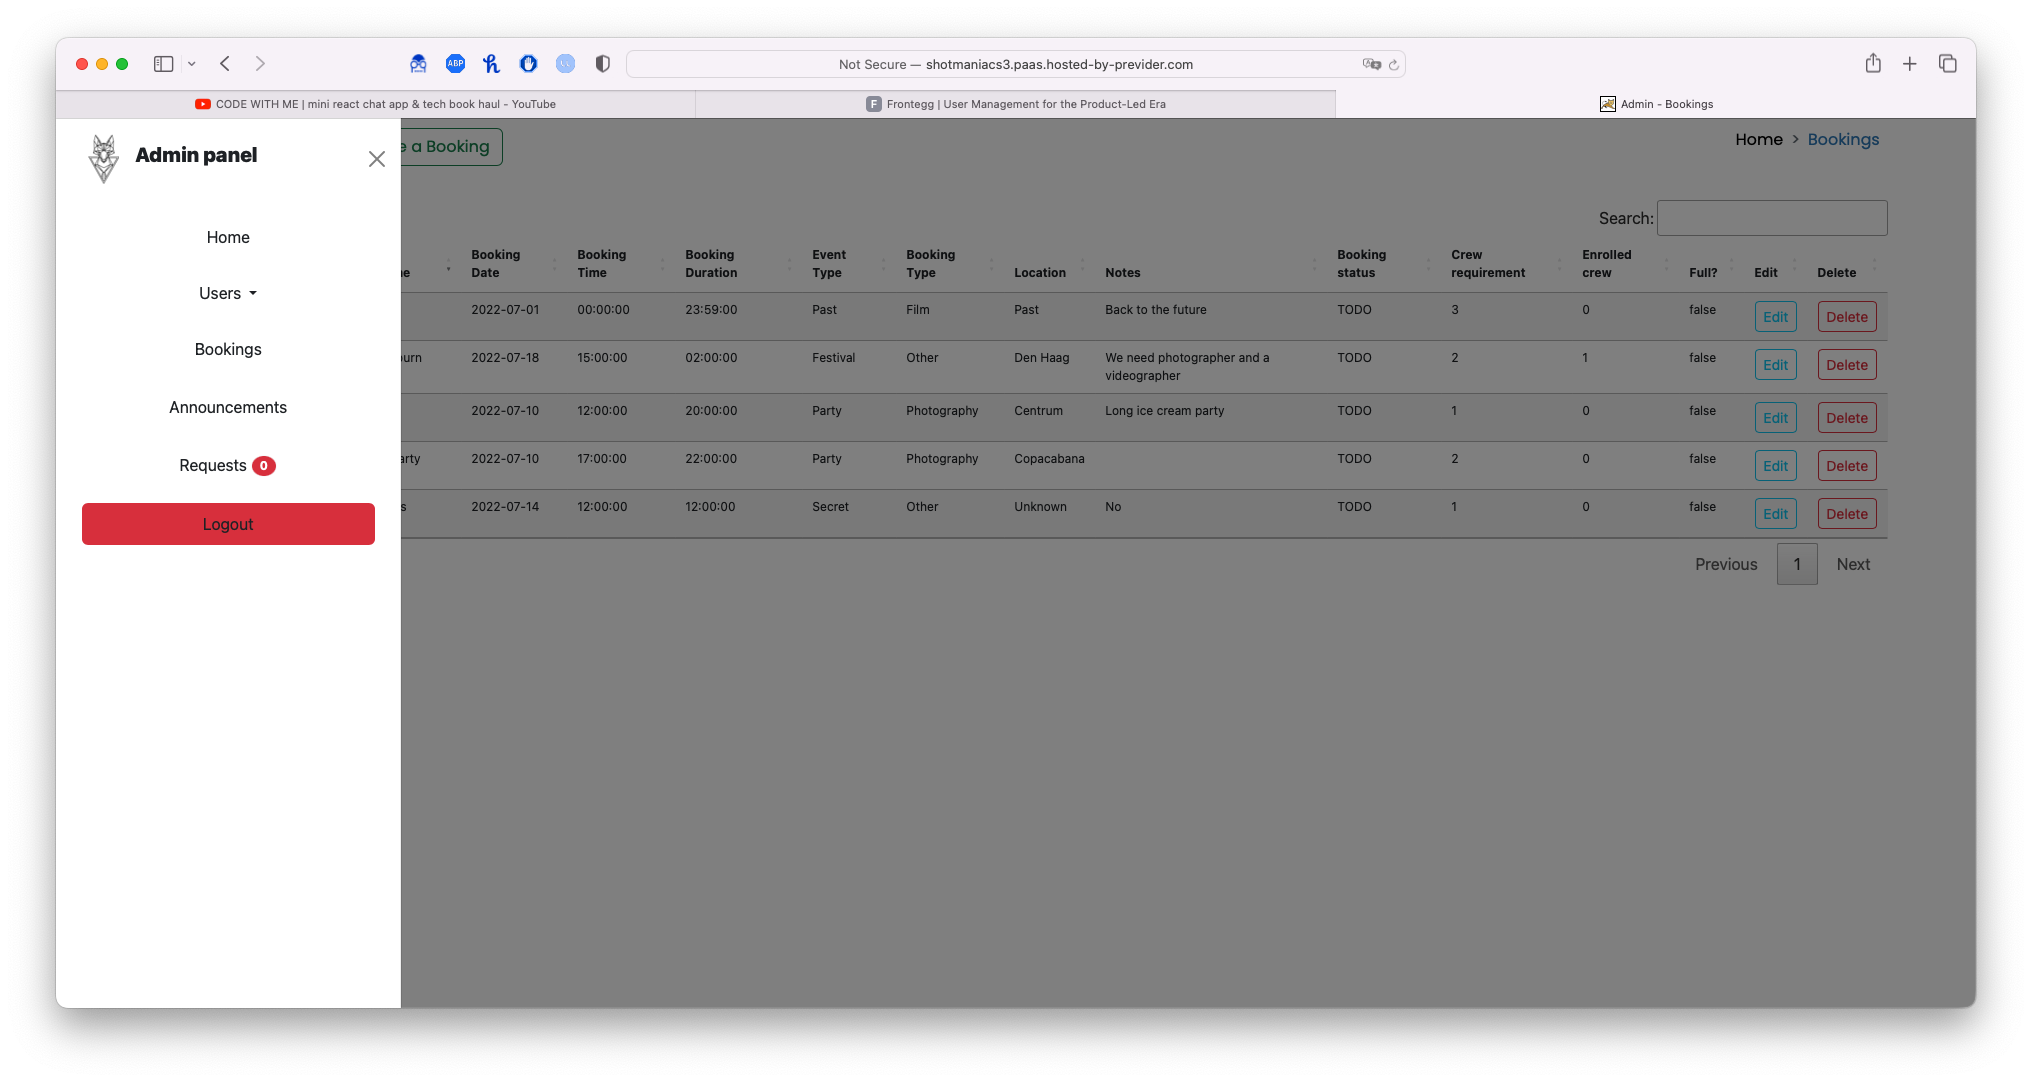 Not Secure — shotmaniacs3.paas.hosted-by-previder.com
CODE WITH ME | mini react chat app & tech book haul - YouTube
F Frontegg | User Management for the Product-Led Era
Admin - Bookings
ABP
Admin panel
Home
Users
Bookings
Announcements
Requests 0
Logout
e a Booking
Home > Bookings
Search:
ne Booking Date Booking Time Booking Duration Event Type Booking Type Location Notes Booking status Crew requirement Enrolled crew Full? Edit Delete
2022-07-01 00:00:00 23:59:00 Past Film Past Back to the future TODO 3 0 false Edit Delete
ourn 2022-07-18 15:00:00 02:00:00 Festival Other Den Haag We need photographer and a videographer TODO 2 1 false Edit Delete
2022-07-10 12:00:00 20:00:00 Party Photography Centrum Long ice cream party TODO 1 0 false Edit Delete
arty 2022-07-10 17:00:00 22:00:00 Party Photography Copacabana TODO 2 0 false Edit Delete
s 2022-07-14 12:00:00 12:00:00 Secret Other Unknown No TODO 1 0 false Edit Delete
Previous 1 Next